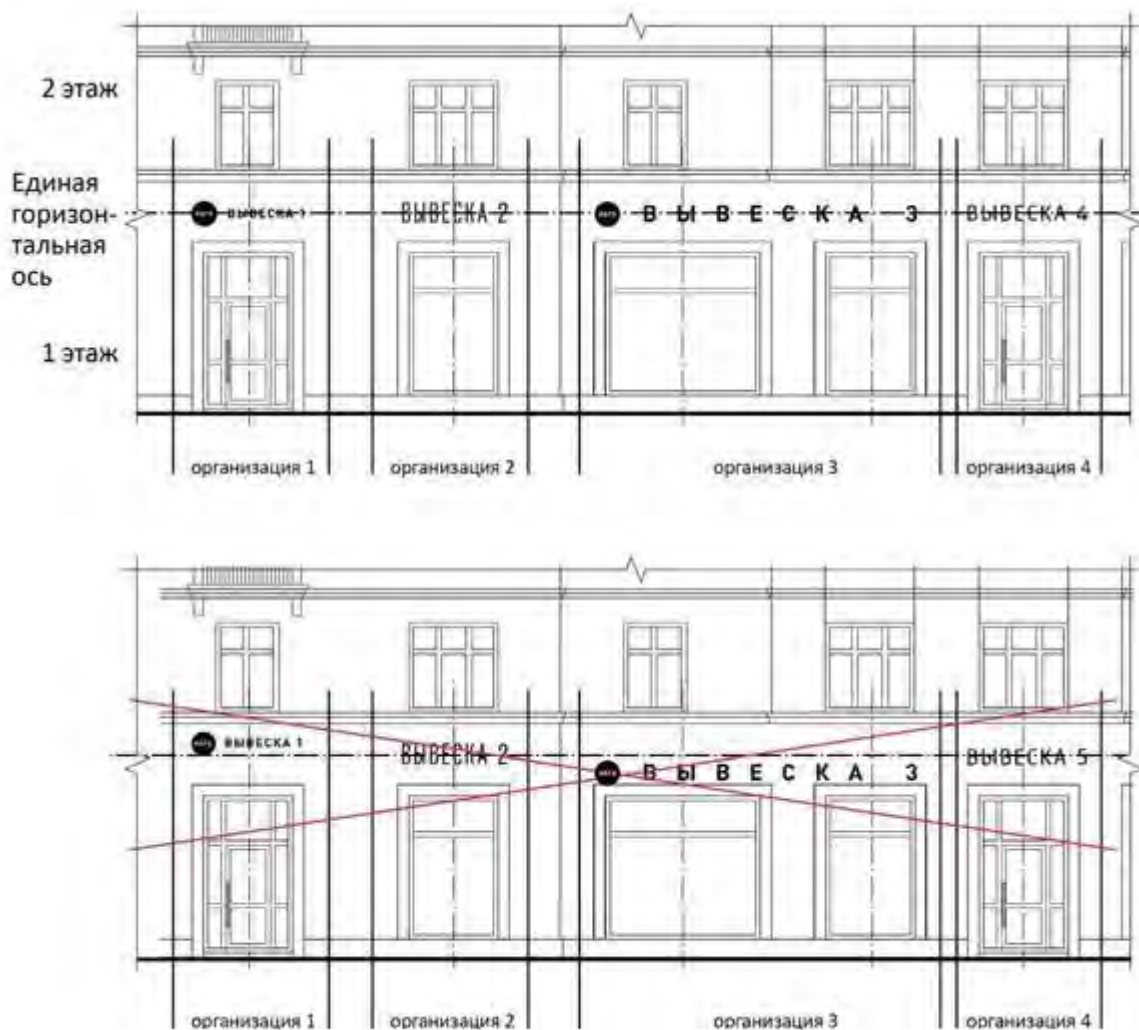 2 этаж
Единая
горизон-
тальная
ось
ВЫВЕСКА 1 ВЫВЕСКА 2 ВЫВЕСКА 3 ВЫВЕСКА 4
1 этаж
организация 1 организация 2 организация 3 организация 4
ВЫВЕСКА 1 ВЫВЕСКА 2 ВЫВЕСКА 3 ВЫВЕСКА 5
организация 1 организация 2 организация 3 организация 4